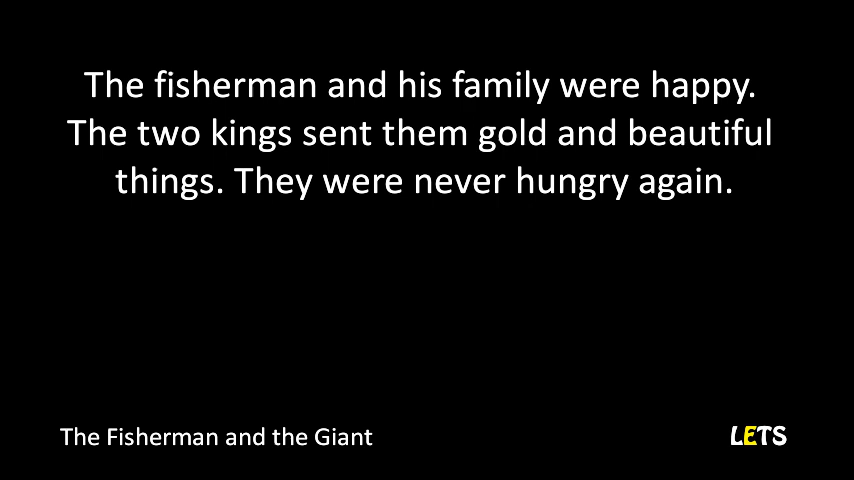 The fisherman and his family were happy.
The two kings sent them gold and beautiful
things. They were never hungry again.
The Fisherman and the Giant
LETS